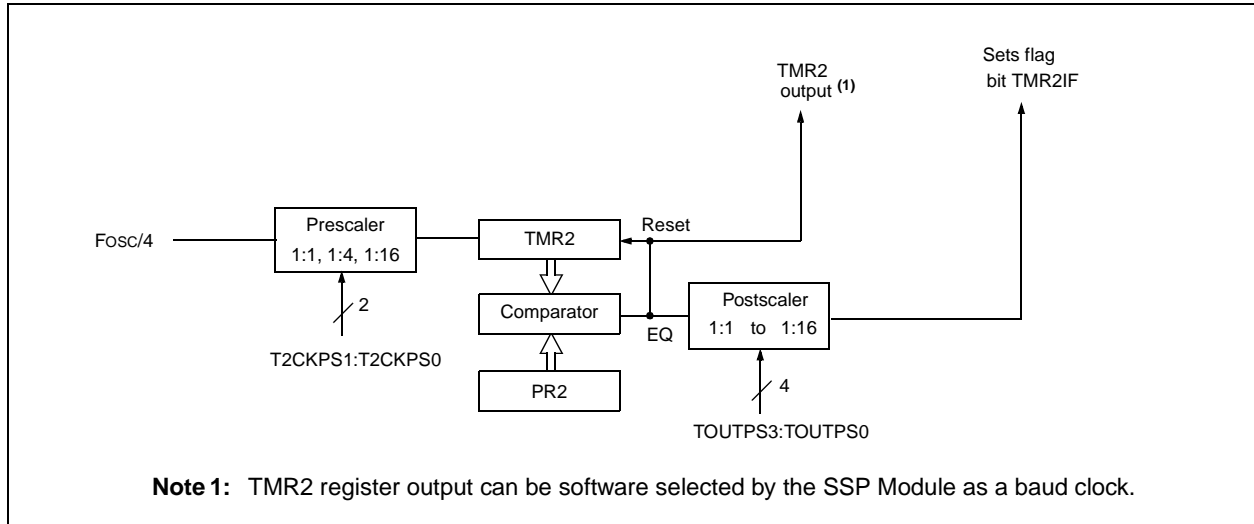 Sets flag
bit TMR2IF
TMR2
output (1)
Reset
Prescaler
1:1, 1:4, 1:16
FOSC/4
TMR2
2
Comparator
EQ
Postscaler
1:1 to 1:16
T2CKPS1:T2CKPS0
PR2
4
TOUTPS3:TOUTPS0
Note 1: TMR2 register output can be software selected by the SSP Module as a baud clock.